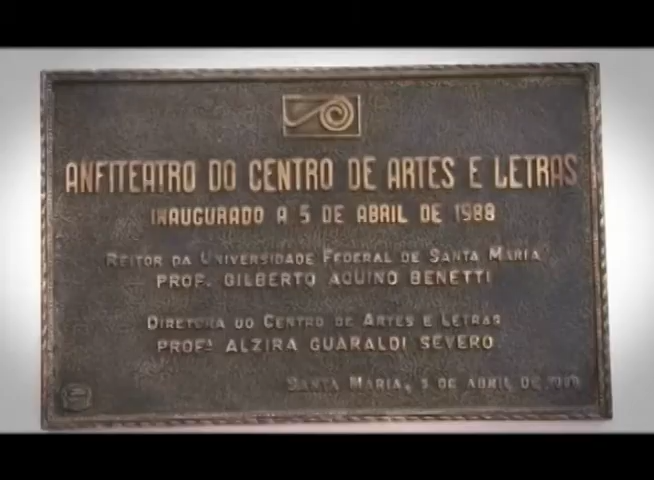 ANFITEATRO DO CENTRO DE ARTES E LETRAS
INAUGURADO A 5 DE ABRIL DE 1988
REITOR DA UNIVERSIDADE FEDERAL DE SANTA MARIA
PROF. GILBERTO AQUINO BENETTI
DIRETORA DO CENTRO DE ARTES E LETRAS
PROFª ALZIRA GUARALDI SEVERO
SANTA MARIA, 5 DE ABRIL DE 1988